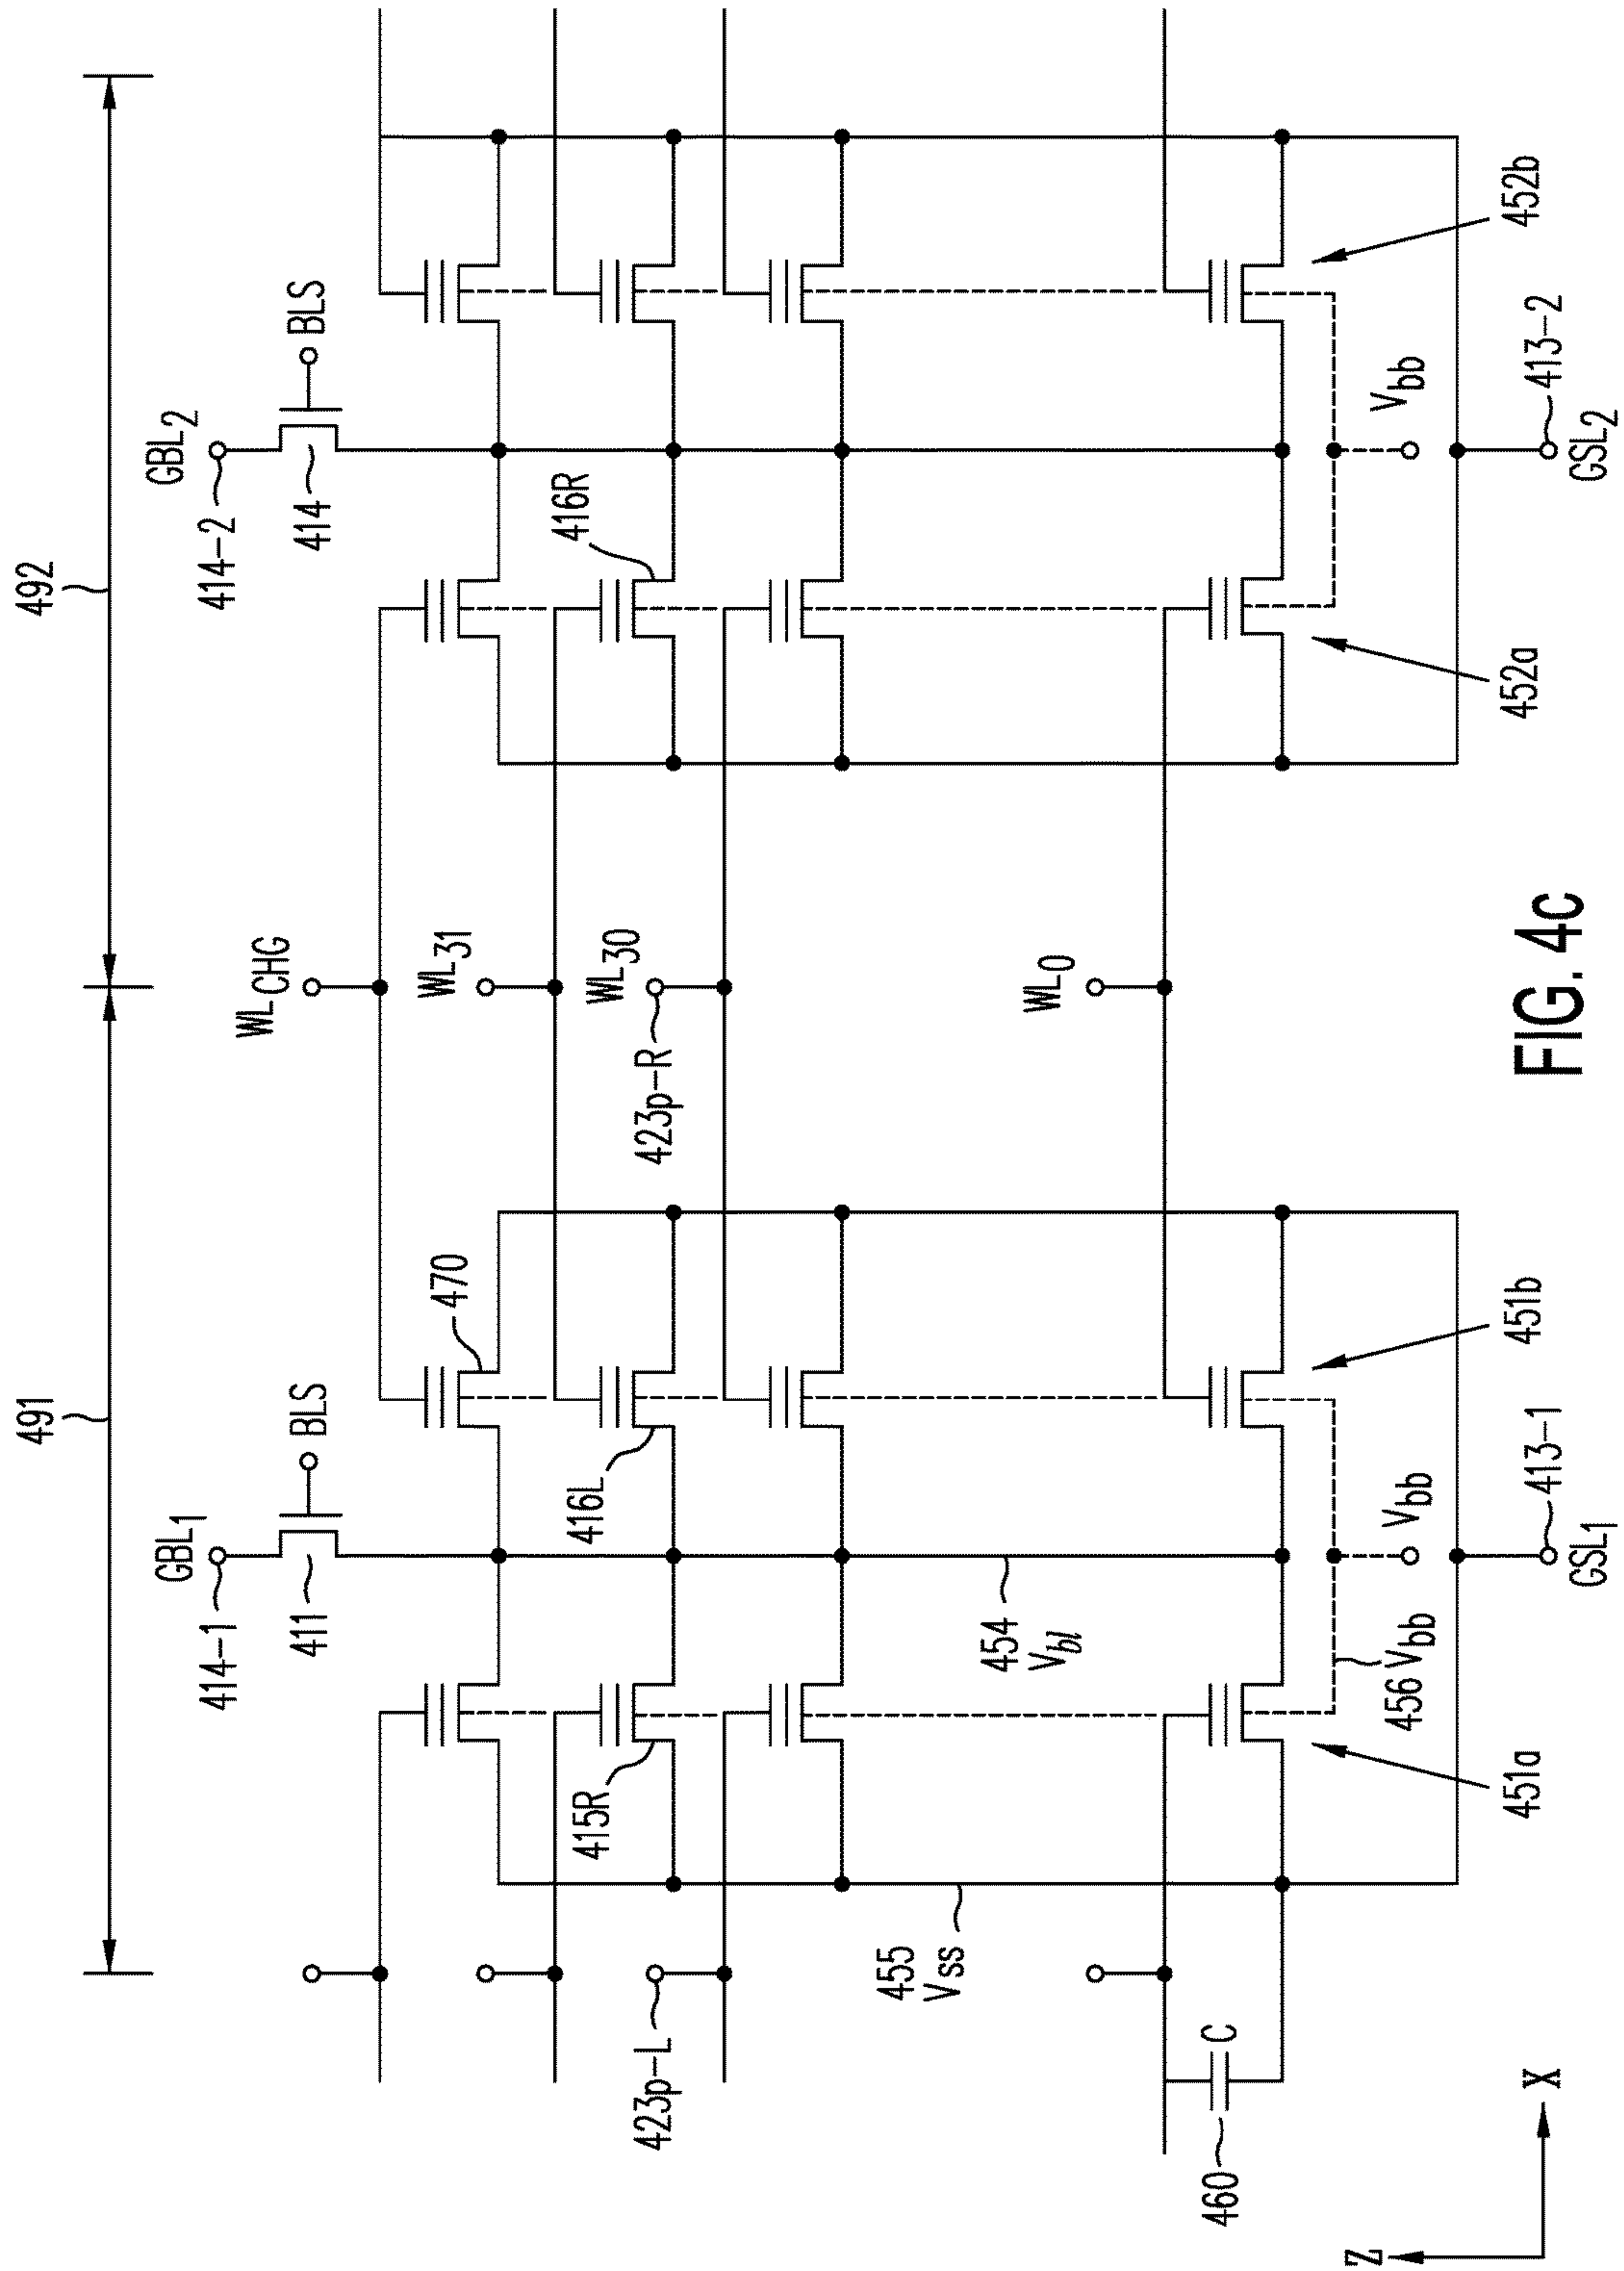 491
492
GBL1
414-1
411
BLS
GBL2
414-2
414
BLS
WLCHG
WL31
WL30
423p-R
WL0
423p-L
470
415R
416L
416R
454
Vbl
455
Vss
460
C
456 Vbb
Vbb
Vbb
451a
451b
452a
452b
413-1
GSL1
413-2
GSL2
Z
X
FIG. 4c